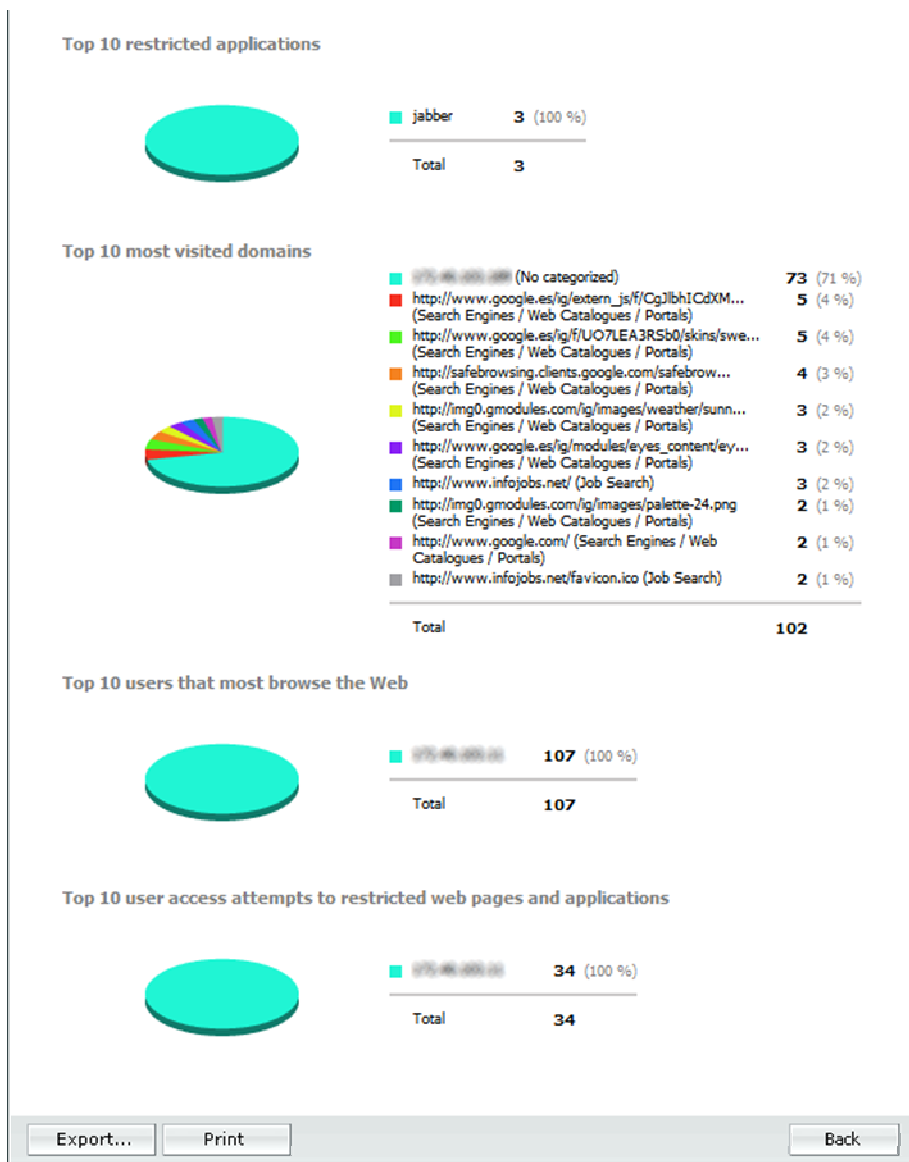 Top 10 restricted applications
jabber 3 (100 %)
Total 3
Top 10 most visited domains
(No categorized) 73 (71 %)
http://www.google.es/ig/extern_js/f/CgJlbhICdXM... 5 (4 %)
(Search Engines / Web Catalogues / Portals)
http://www.google.es/ig/f/UO7LEA3RSb0/skins/swe... 5 (4 %)
(Search Engines / Web Catalogues / Portals)
http://safebrowsing.clients.google.com/safebrow... 4 (3 %)
(Search Engines / Web Catalogues / Portals)
http://img0.gmodules.com/ig/images/weather/sunn... 3 (2 %)
(Search Engines / Web Catalogues / Portals)
http://www.google.es/ig/modules/eyes_content/ey... 3 (2 %)
(Search Engines / Web Catalogues / Portals)
http://www.infojobs.net/ (Job Search) 3 (2 %)
http://img0.gmodules.com/ig/images/palette-24.png 2 (1 %)
(Search Engines / Web Catalogues / Portals)
http://www.google.com/ (Search Engines / Web 2 (1 %)
Catalogues / Portals)
http://www.infojobs.net/favicon.ico (Job Search) 2 (1 %)
Total 102
Top 10 users that most browse the Web
107 (100 %)
Total 107
Top 10 user access attempts to restricted web pages and applications
34 (100 %)
Total 34
Export... Print Back